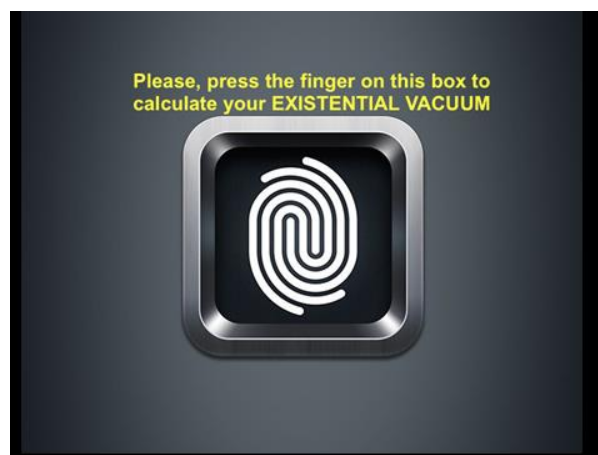 Please, press the finger on this box to
calculate your EXISTENTIAL VACUUM